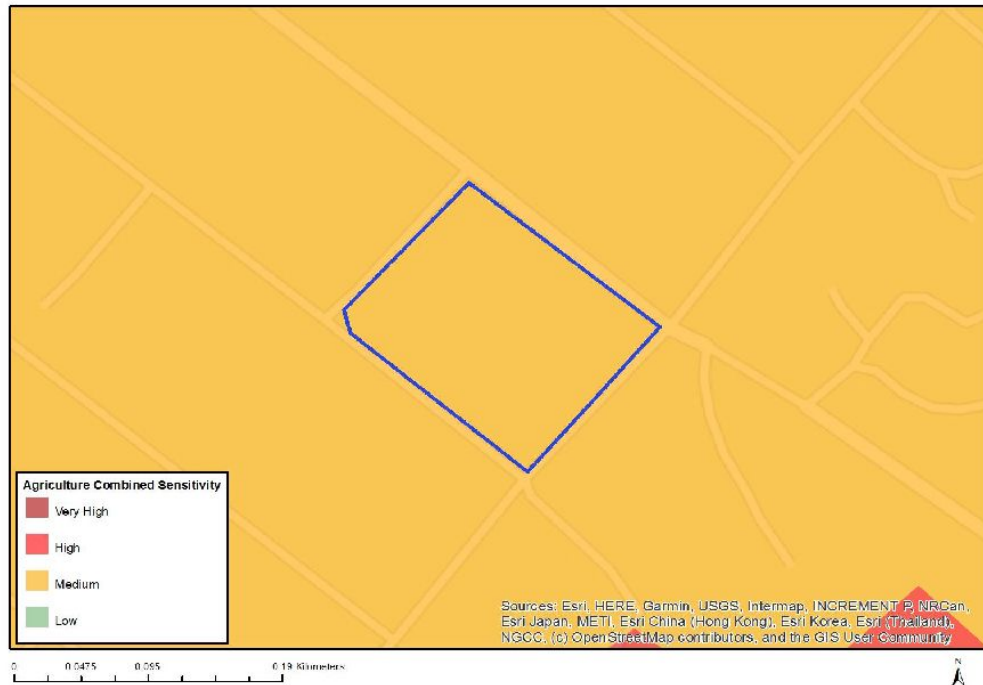 Agriculture Combined Sensitivity
Very High
High
Medium
Low
Sources: Esri, HERE, Garmin, USGS, Intermap, INCREMENT P, NRCan,
Esri Japan, METI, Esri China (Hong Kong), Esri Korea, Esri (Thailand),
NGCC, (c) OpenStreetMap contributors, and the GIS User Community
0 0.0475 0.095 0.19 Kilometers
N